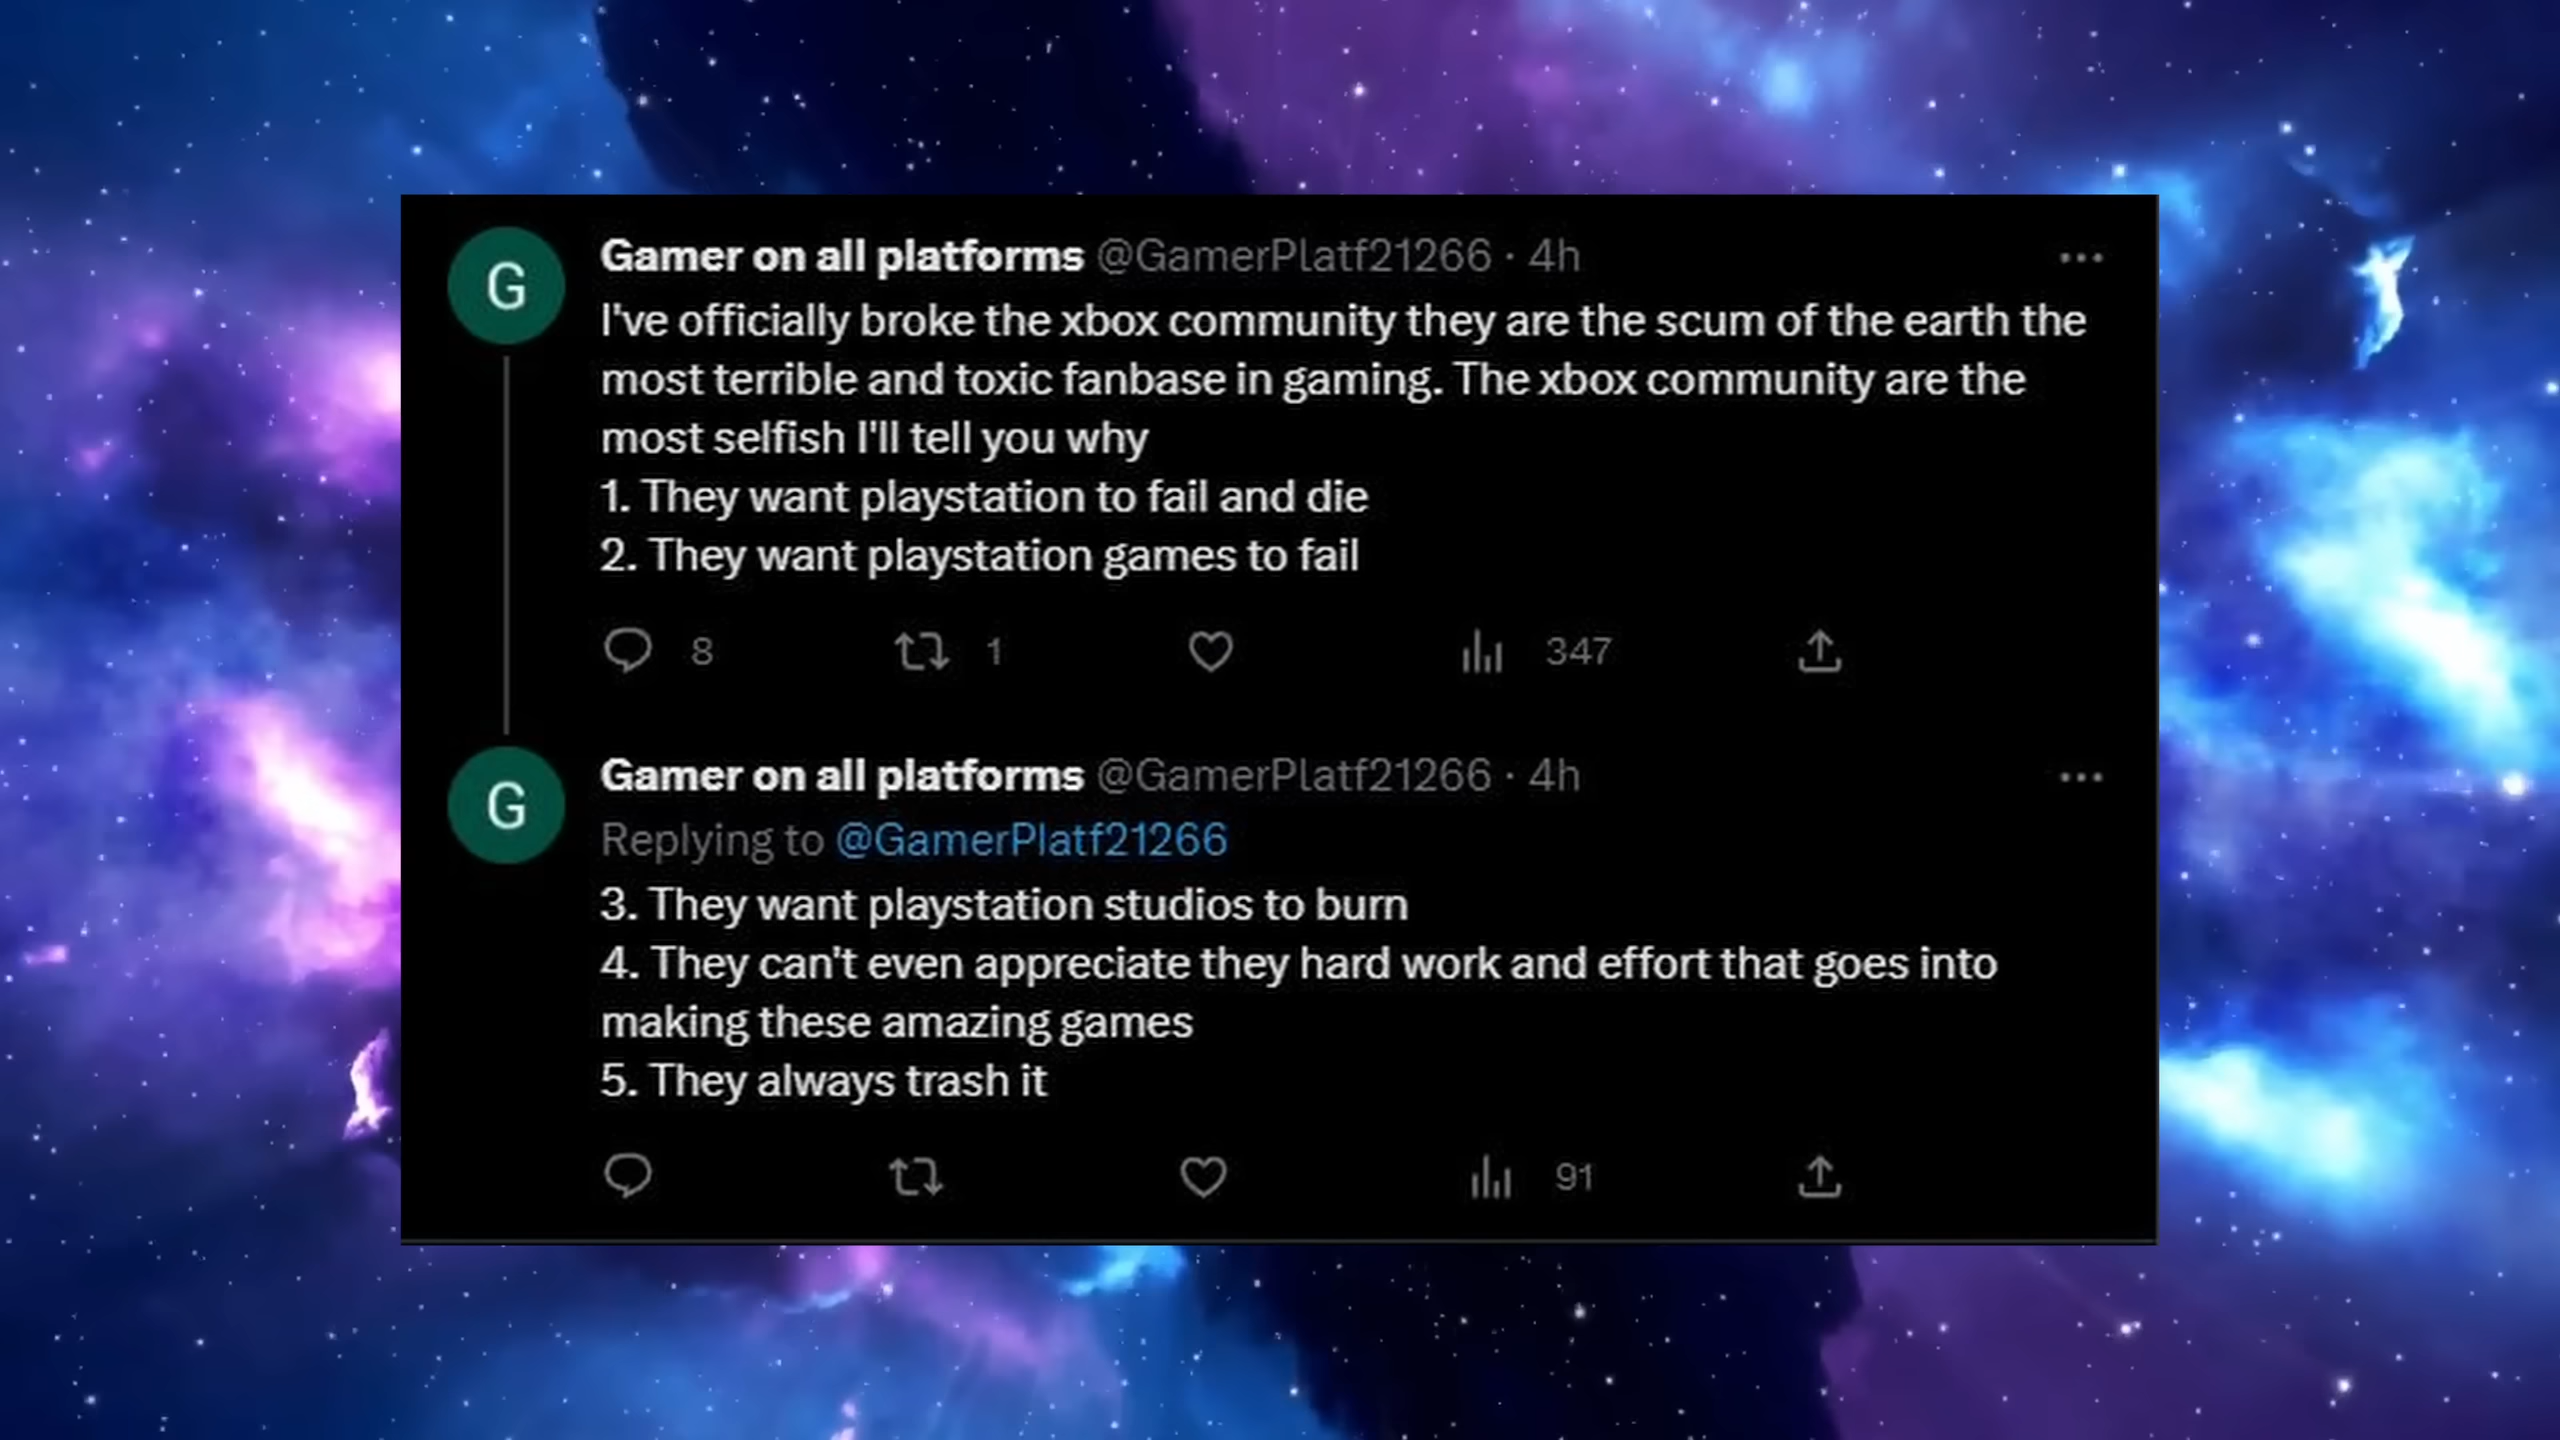 G
Gamer on all platforms @GamerPlatf21266 · 4h
I've officially broke the xbox community they are the scum of the earth the
most terrible and toxic fanbase in gaming. The xbox community are the
most selfish I'll tell you why
1. They want playstation to fail and die
2. They want playstation games to fail
8 1 347
G
Gamer on all platforms @GamerPlatf21266 · 4h
Replying to @GamerPlatf21266
3. They want playstation studios to burn
4. They can't even appreciate they hard work and effort that goes into
making these amazing games
5. They always trash it
91